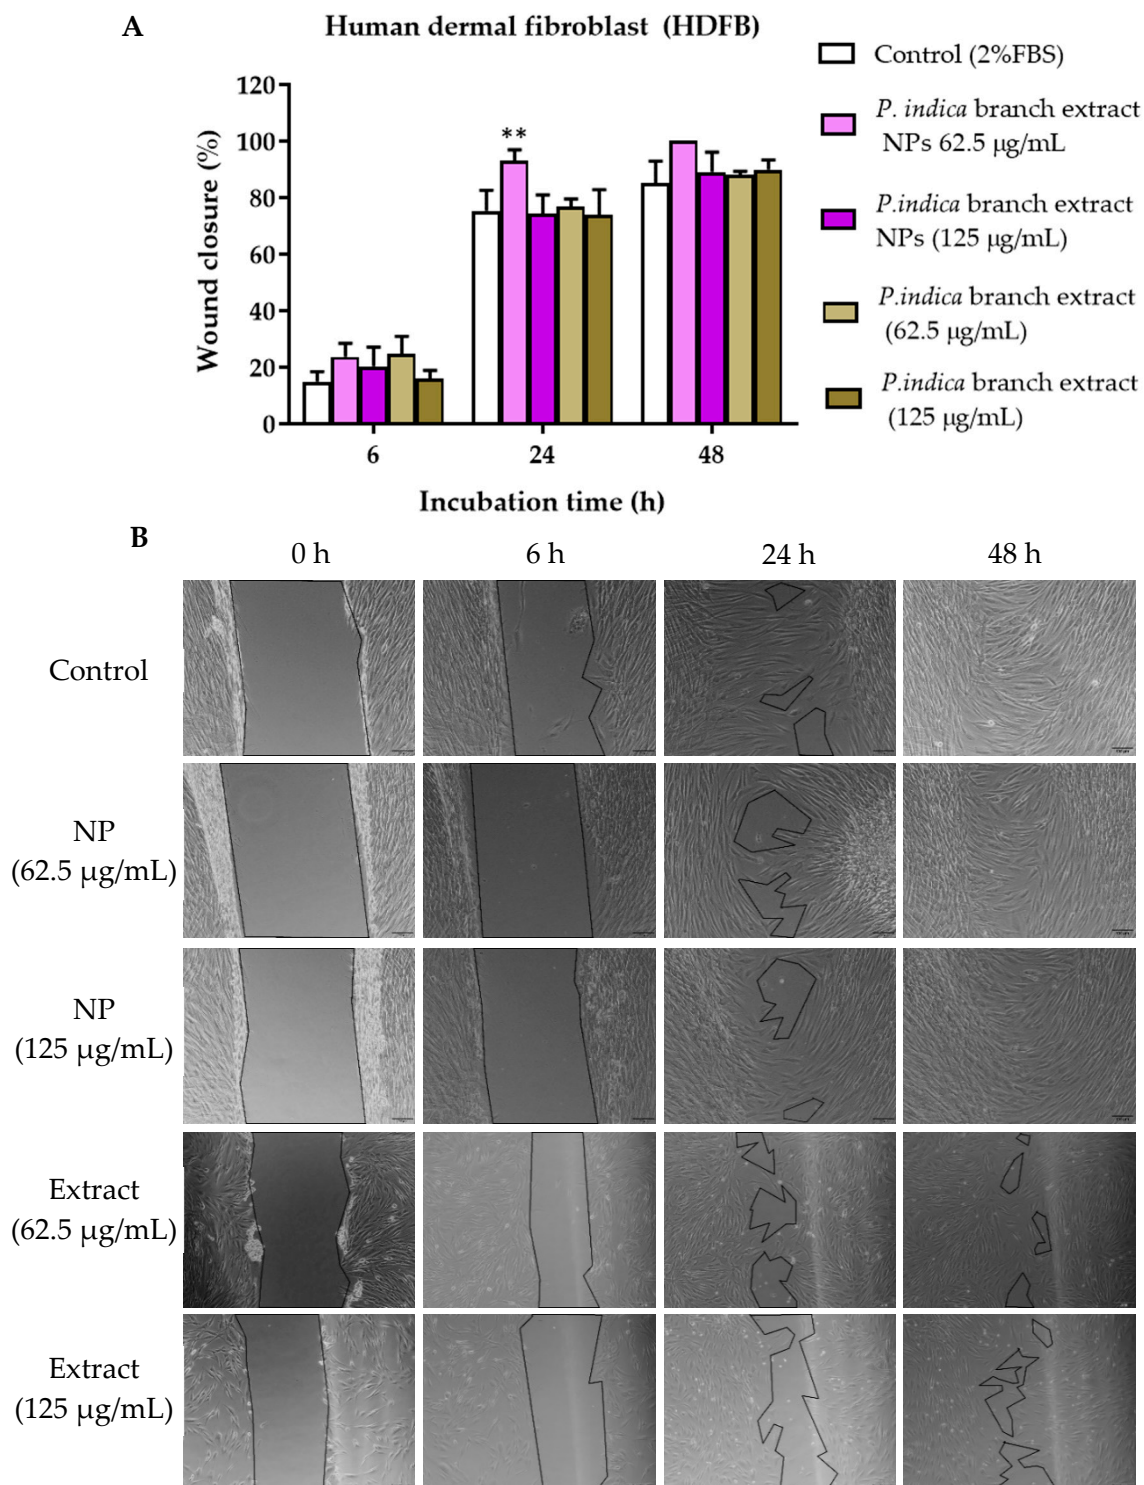 A
Human dermal fibroblast (HDFB)
Wound closure (%)
120
100
80
60
40
20
0
**
6
24
48
Incubation time (h)
Control (2%FBS)
P. indica branch extract
NPs 62.5 µg/mL
P.indica branch extract
NPs (125 µg/mL)
P.indica branch extract
(62.5 µg/mL)
P.indica branch extract
(125 µg/mL)
B
0 h
6 h
24 h
48 h
Control
NP
(62.5 µg/mL)
NP
(125 µg/mL)
Extract
(62.5 µg/mL)
Extract
(125 µg/mL)